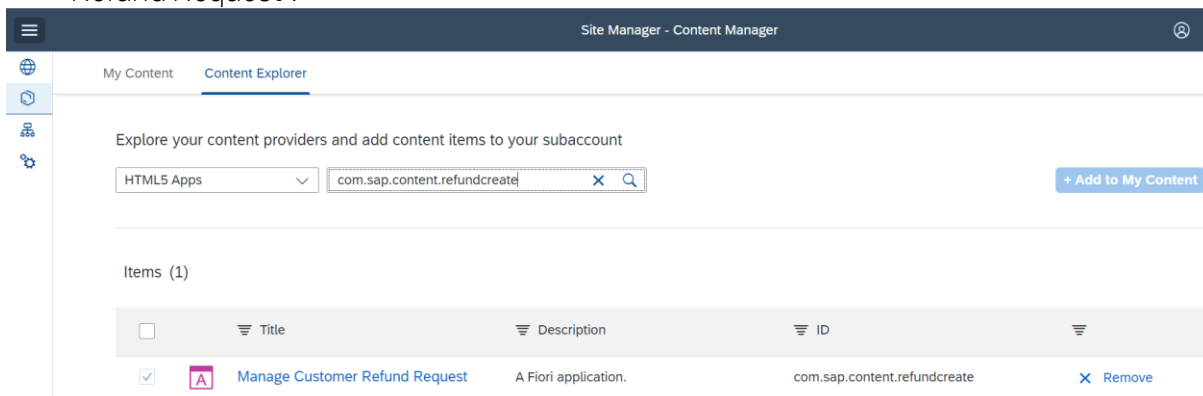 Refund Request".
Site Manager - Content Manager
My Content Content Explorer
Explore your content providers and add content items to your subaccount
HTML5 Apps com.sap.content.refundcreate + Add to My Content
Items (1)
Title Description ID
A Manage Customer Refund Request A Fiori application. com.sap.content.refundcreate Remove